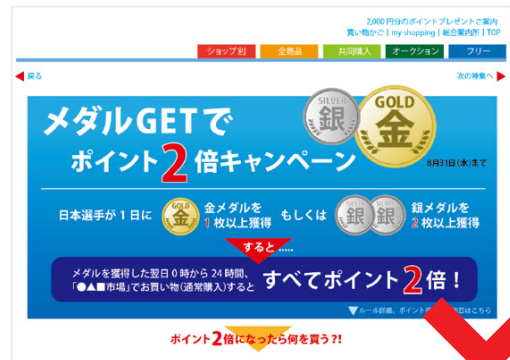 2,000 円分のポイントプレゼントご案内
買い物かご | my shopping | 総合案内所 | TOP
ショップ別 全商品 共同購入 オークション フリー
戻る 次の特集へ
メダルGETで
ポイント2倍キャンペーン
SILVER 銀
GOLD 金
8月31日(水)まで
日本選手が1日に GOLD 金 金メダルを1枚以上獲得 もしくは 銀 銀 銀メダルを2枚以上獲得
すると.....
メダルを獲得した翌日0時から24時間、
「●▲■市場」でお買い物(通常購入)すると
すべてポイント2倍!
▼ルール詳細、ポイント 日はこちら
ポイント2倍になったら何を買う?!